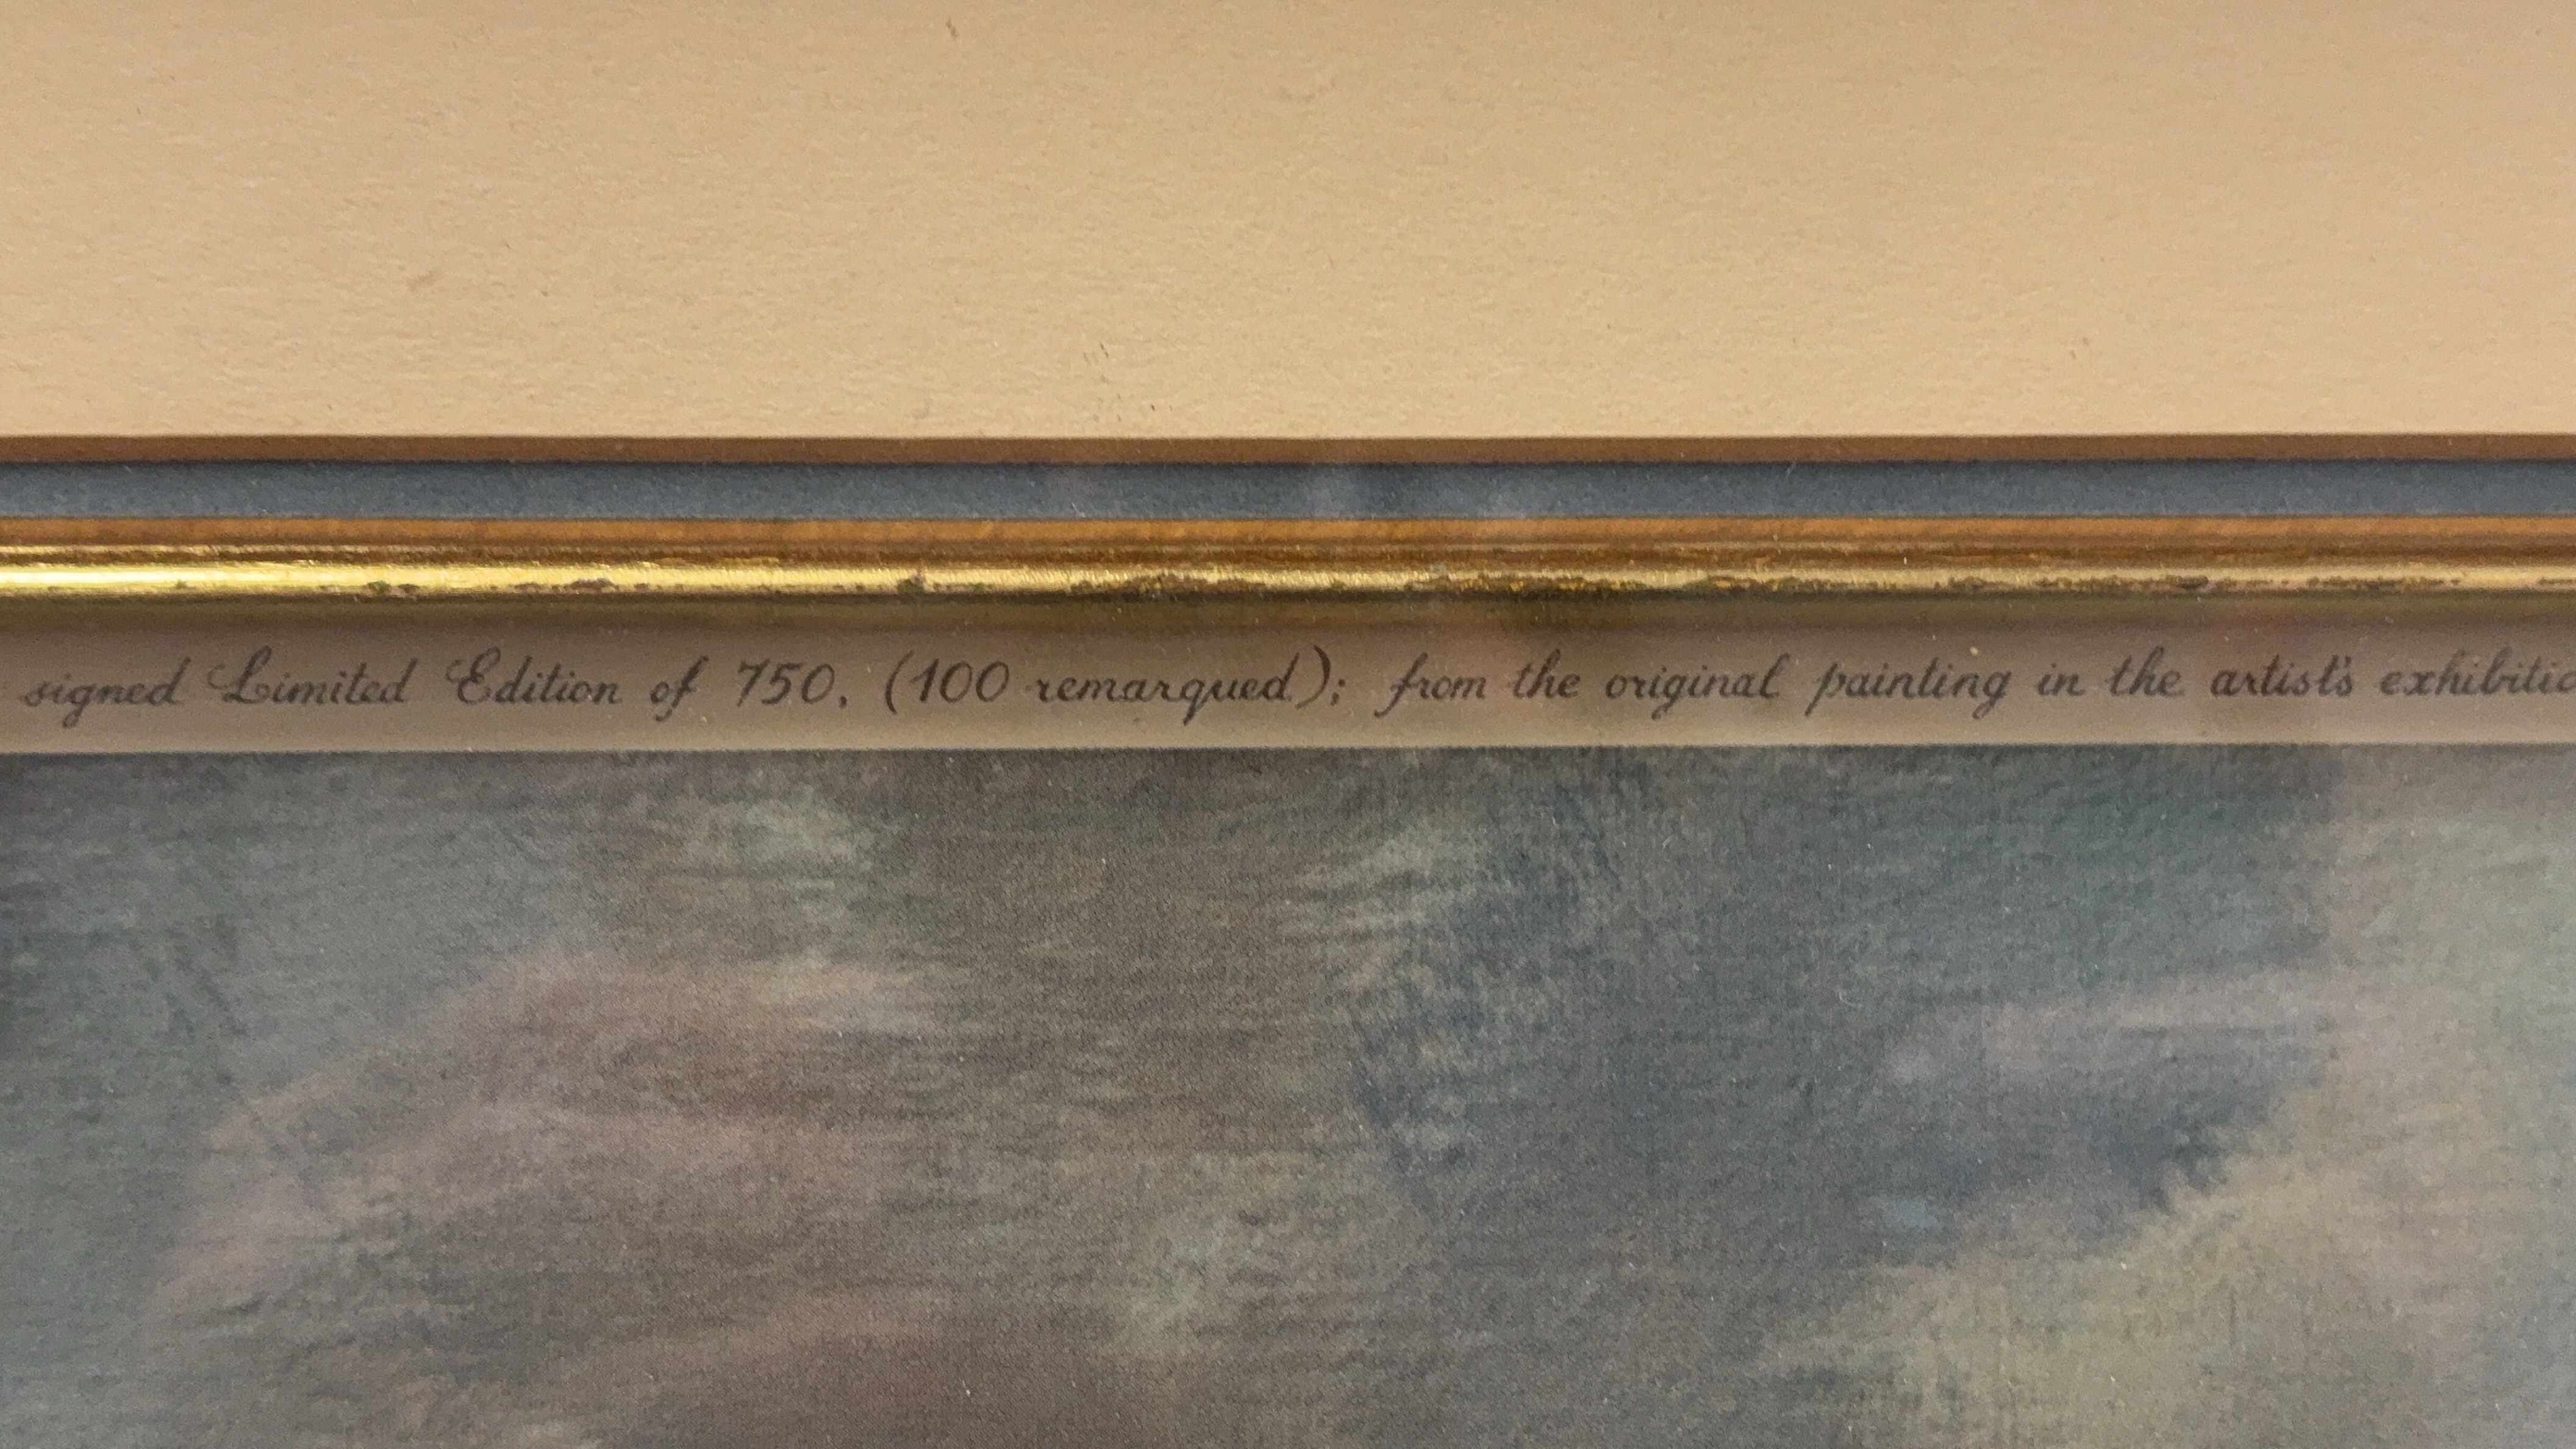 signed Limited Edition of 750, (100 remarqued); from the original painting in the artist's